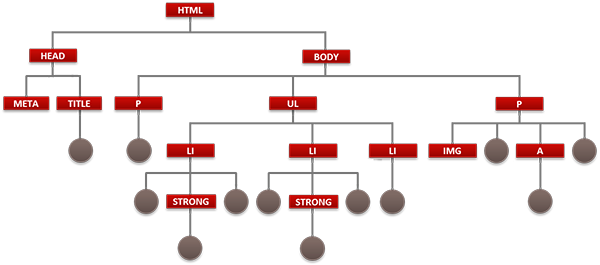 HTML
HEAD
BODY
META
TITLE
P
UL
P
LI
LI
LI
IMG
A
STRONG
STRONG